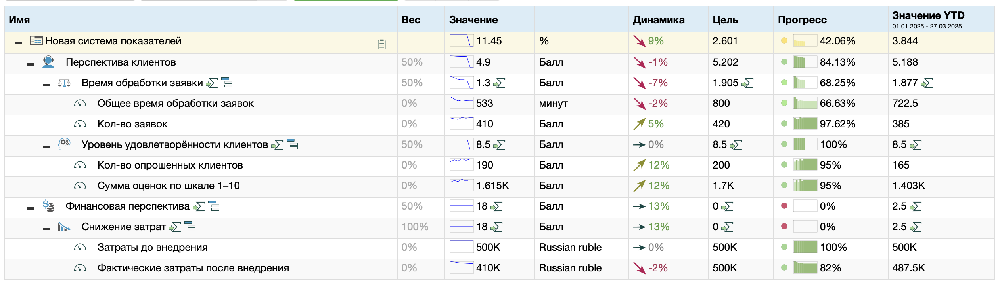 Имя Вес Значение Динамика Цель Прогресс Значение YTD
01.01.2025 - 27.03.2025
Новая система показателей 11.45 % 9% 2.601 42.06% 3.844
Перспектива клиентов 50% 4.9 Балл -1% 5.202 84.13% 5.188
Время обработки заявки 50% 1.3 Балл -7% 1.905 68.25% 1.877
Общее время обработки заявок 0% 533 минут -2% 800 66.63% 722.5
Кол-во заявок 0% 410 Балл 5% 420 97.62% 385
Уровень удовлетворённости клиентов 50% 8.5 Балл 0% 8.5 100% 8.5
Кол-во опрошенных клиентов 0% 190 Балл 12% 200 95% 165
Сумма оценок по шкале 1–10 0% 1.615K Балл 12% 1.7K 95% 1.403K
Финансовая перспектива 50% 18 Балл 13% 0 0% 2.5
Снижение затрат 100% 18 Балл 13% 0 0% 2.5
Затраты до внедрения 0% 500K Russian ruble 0% 500K 100% 500K
Фактические затраты после внедрения 0% 410K Russian ruble -2% 500K 82% 487.5K